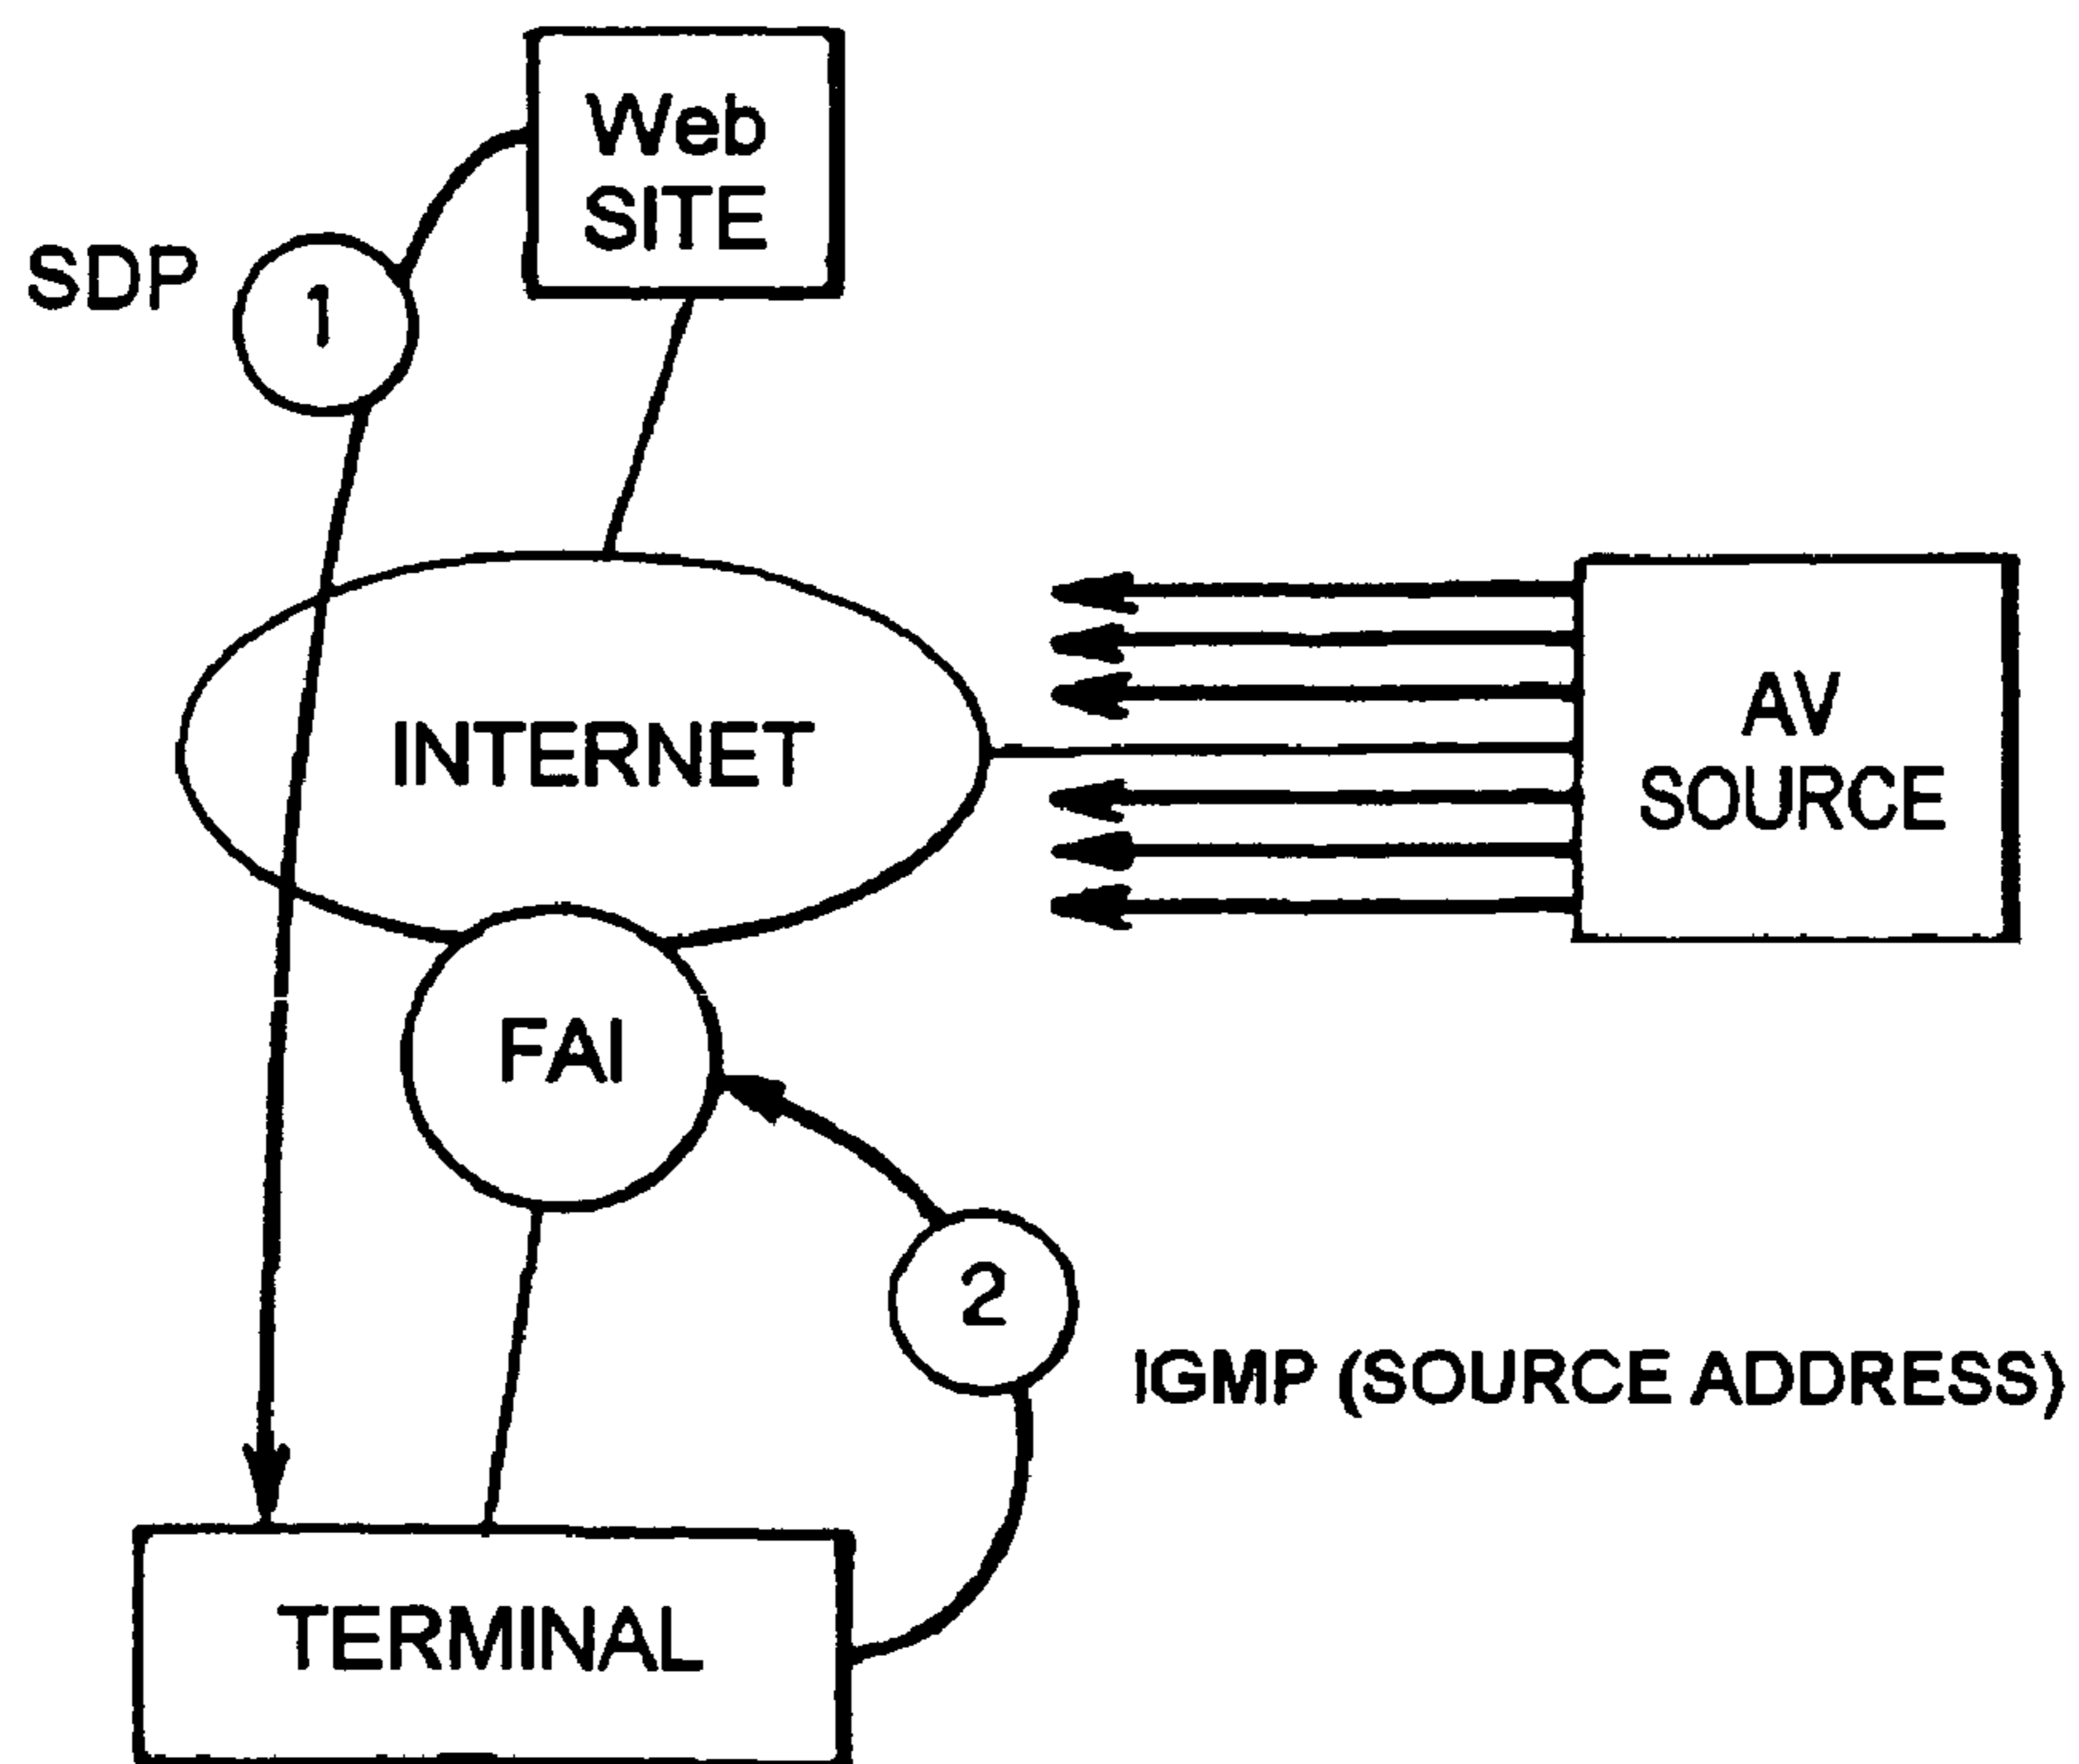 Web
SITE
SDP
1
INTERNET
AV
SOURCE
FAI
2
IGMP (SOURCE ADDRESS)
TERMINAL